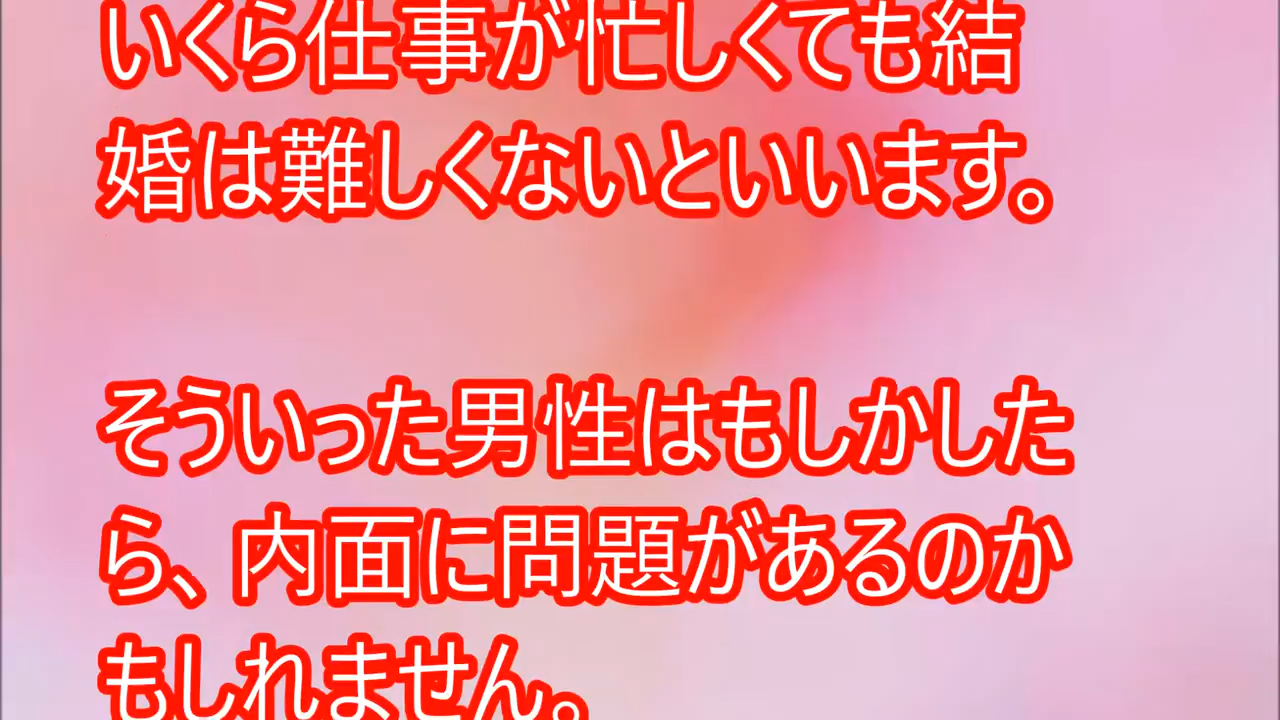 いくら仕事が忙しくても結
婚は難しくないといいます。
そういった男性はもしかした
ら、内面に問題があるのか
もしれません。